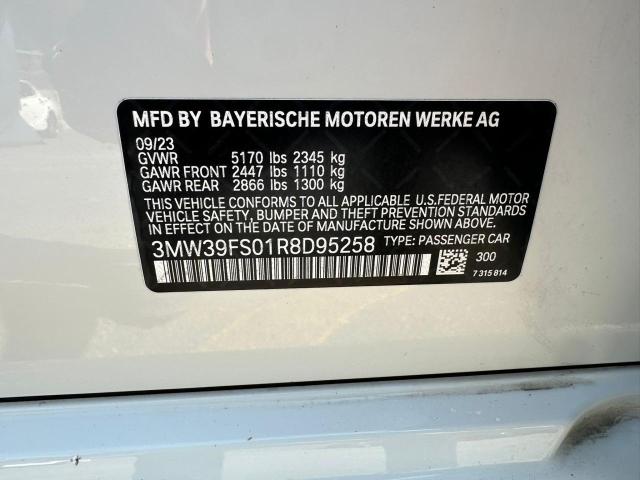 MFD BY BAYERISCHE MOTOREN WERKE AG
09/23
GVWR 5170 lbs 2345 kg
GAWR FRONT 2447 lbs 1110 kg
GAWR REAR 2866 lbs 1300 kg
THIS VEHICLE CONFORMS TO ALL APPLICABLE U.S.FEDERAL MOTOR
VEHICLE SAFETY, BUMPER AND THEFT PREVENTION STANDARDS
IN EFFECT ON THE DATE OF MANUFACTURE SHOWN ABOVE.
3MW39FS01R8D95258 TYPE: PASSENGER CAR
300
7 315 814